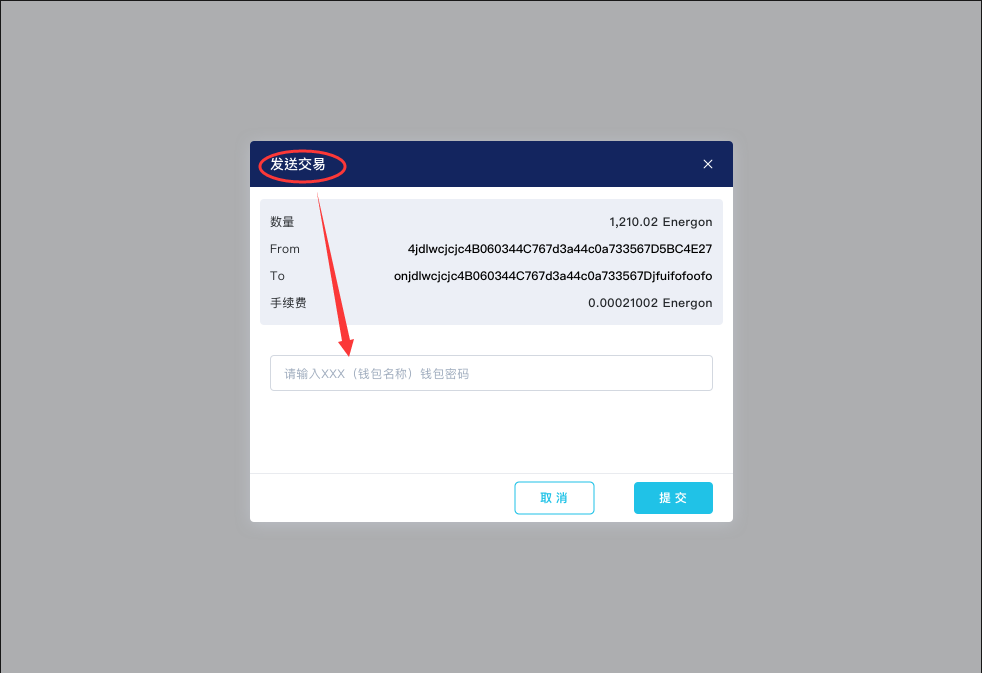 发送交易
数量 1,210.02 Energon
From 4jdlwcjcjc4B060344C767d3a44c0a733567D5BC4E27
To onjdlwcjcjc4B060344C767d3a44c0a733567Djfuifofoofo
手续费 0.00021002 Energon
请输入XXX（钱包名称）钱包密码
取 消 提 交